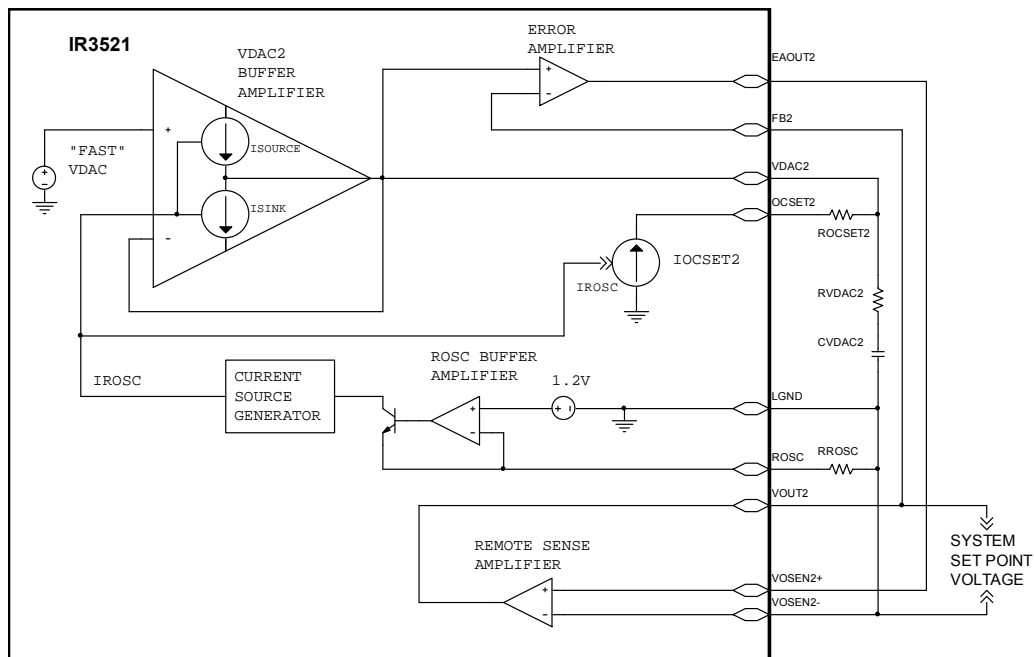 IR3521
VDAC2
BUFFER
AMPLIFIER
ERROR
AMPLIFIER
EAOUT2
+
-
FB2
+
"FAST"
VDAC
+
-
ISOURCE
VDAC2
ISINK
OCSET2
ROCSET2
-
IOCSET2
IROSC
RVDAC2
CVDAC2
IROSC
CURRENT
SOURCE
GENERATOR
ROSC BUFFER
AMPLIFIER
1.2V
+
-
+ -
LGND
ROSC
RROSC
VOUT2
REMOTE SENSE
AMPLIFIER
SYSTEM
SET POINT
VOLTAGE
+
-
VOSEN2+
VOSEN2-